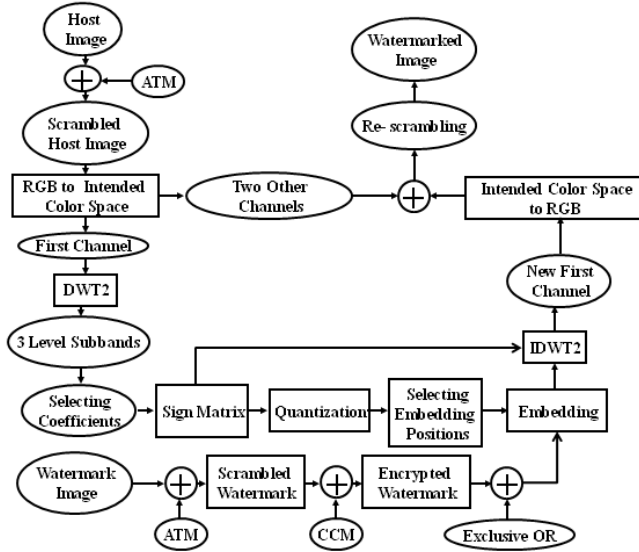 Host
Image
ATM
Scrambled
Host Image
RGB to Intended
Color Space
Two Other
Channels
Watermarked
Image
Re- scrambling
Intended Color Space
to RGB
First Channel
DWT2
3 Level Subbands
Selecting
Coefficients
Sign Matrix
Quantization
Selecting
Embedding
Positions
Embedding
IDWT2
New First
Channel
Watermark
Image
ATM
Scrambled
Watermark
CCM
Encrypted
Watermark
Exclusive OR